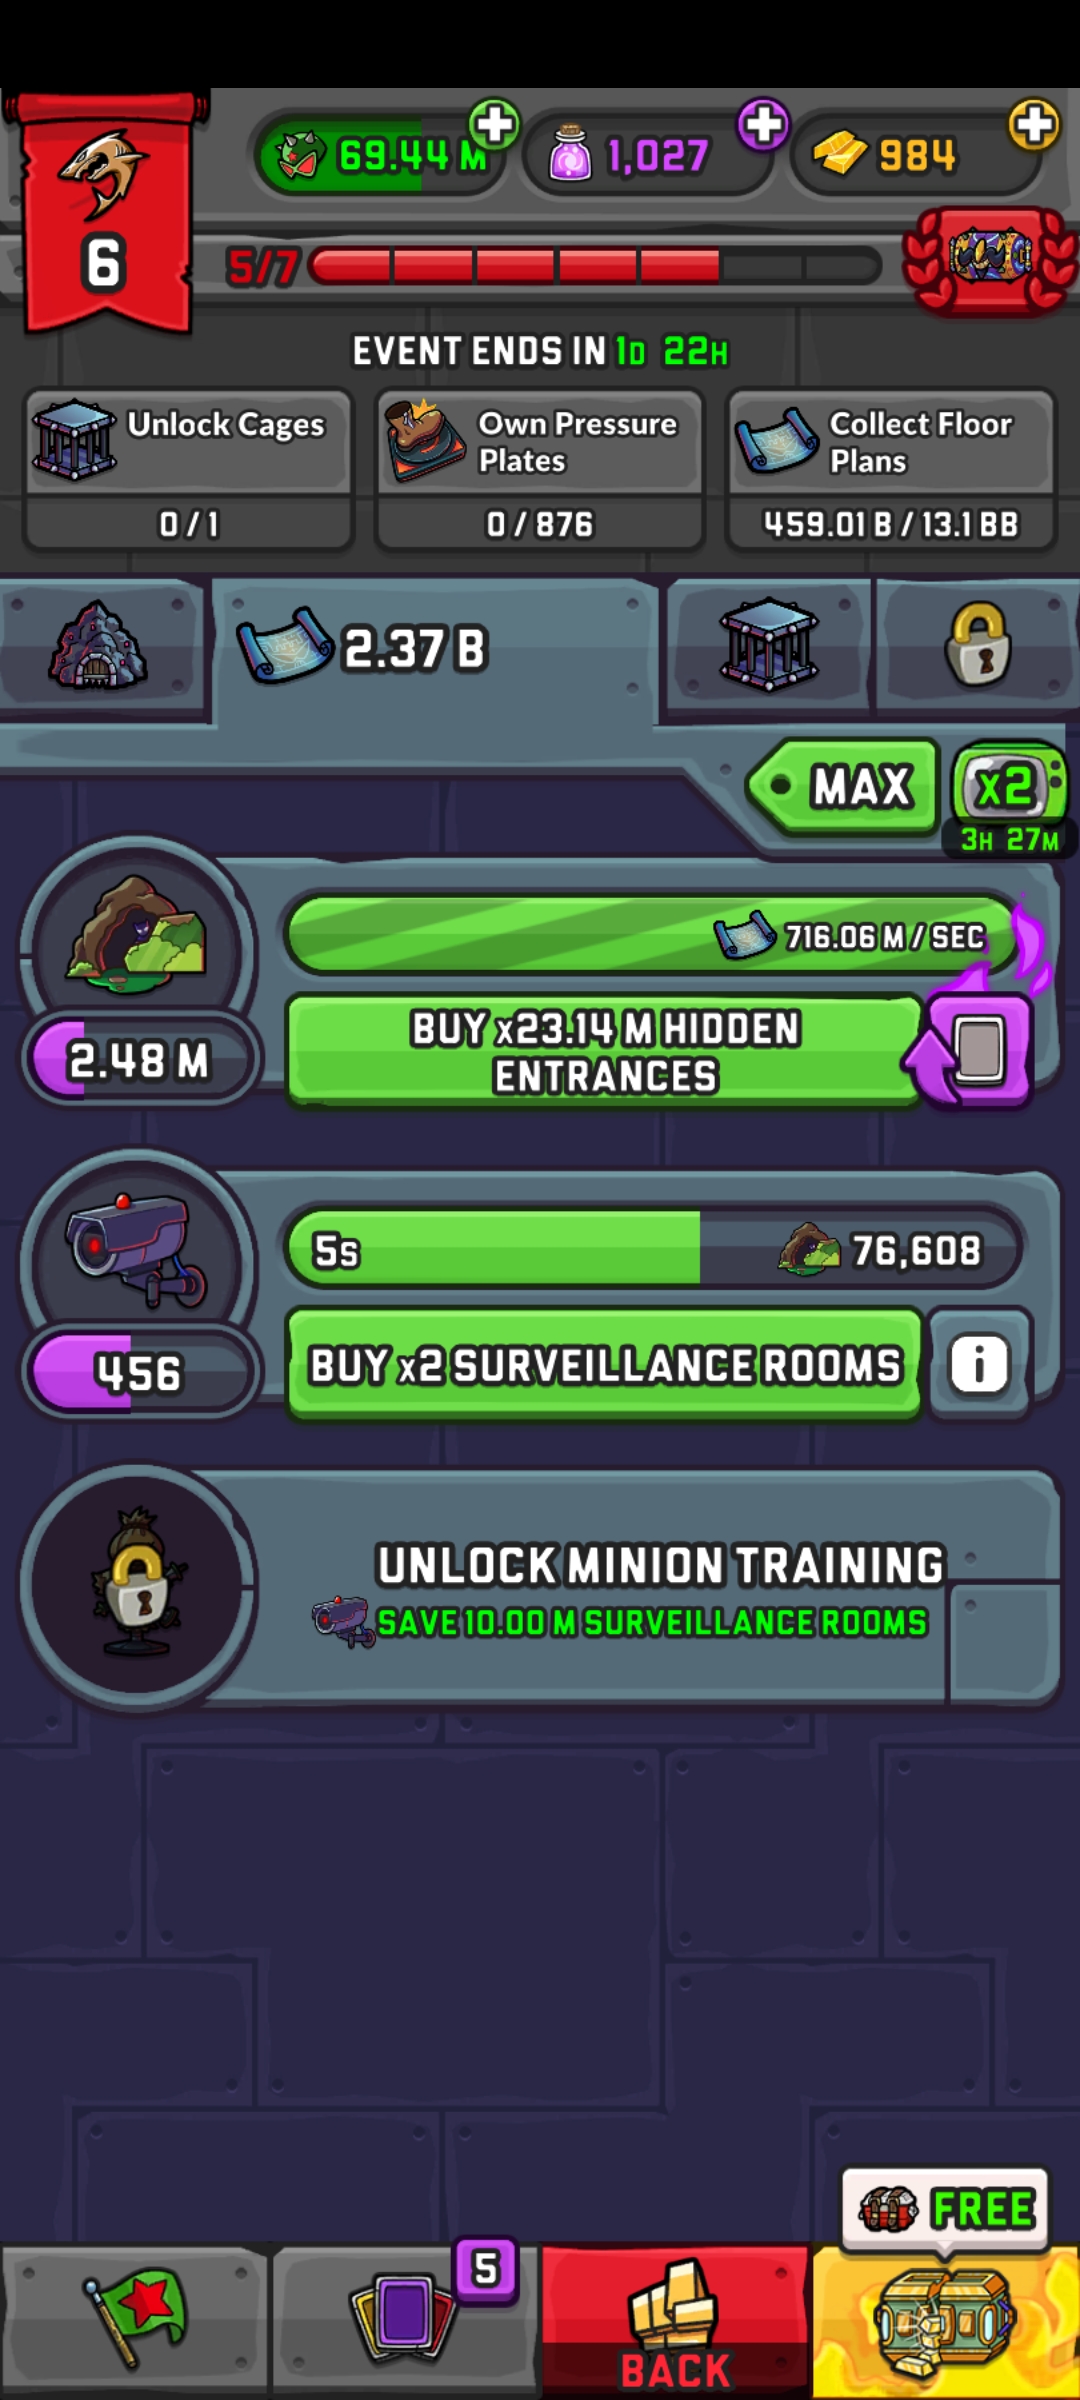 69.44 M
1,027
984
6
5/7
EVENT ENDS IN 1D 22H
Unlock Cages
0 / 1
Own Pressure
Plates
0 / 876
Collect Floor
Plans
459.01 B / 13.1 BB
2.37 B
MAX
x2
3H 27M
716.06 M / SEC
2.48 M
BUY x23.14 M HIDDEN
ENTRANCES
5S
76,608
456
BUY x2 SURVEILLANCE ROOMS
i
UNLOCK MINION TRAINING
SAVE 10.00 M SURVEILLANCE ROOMS
FREE
5
BACK